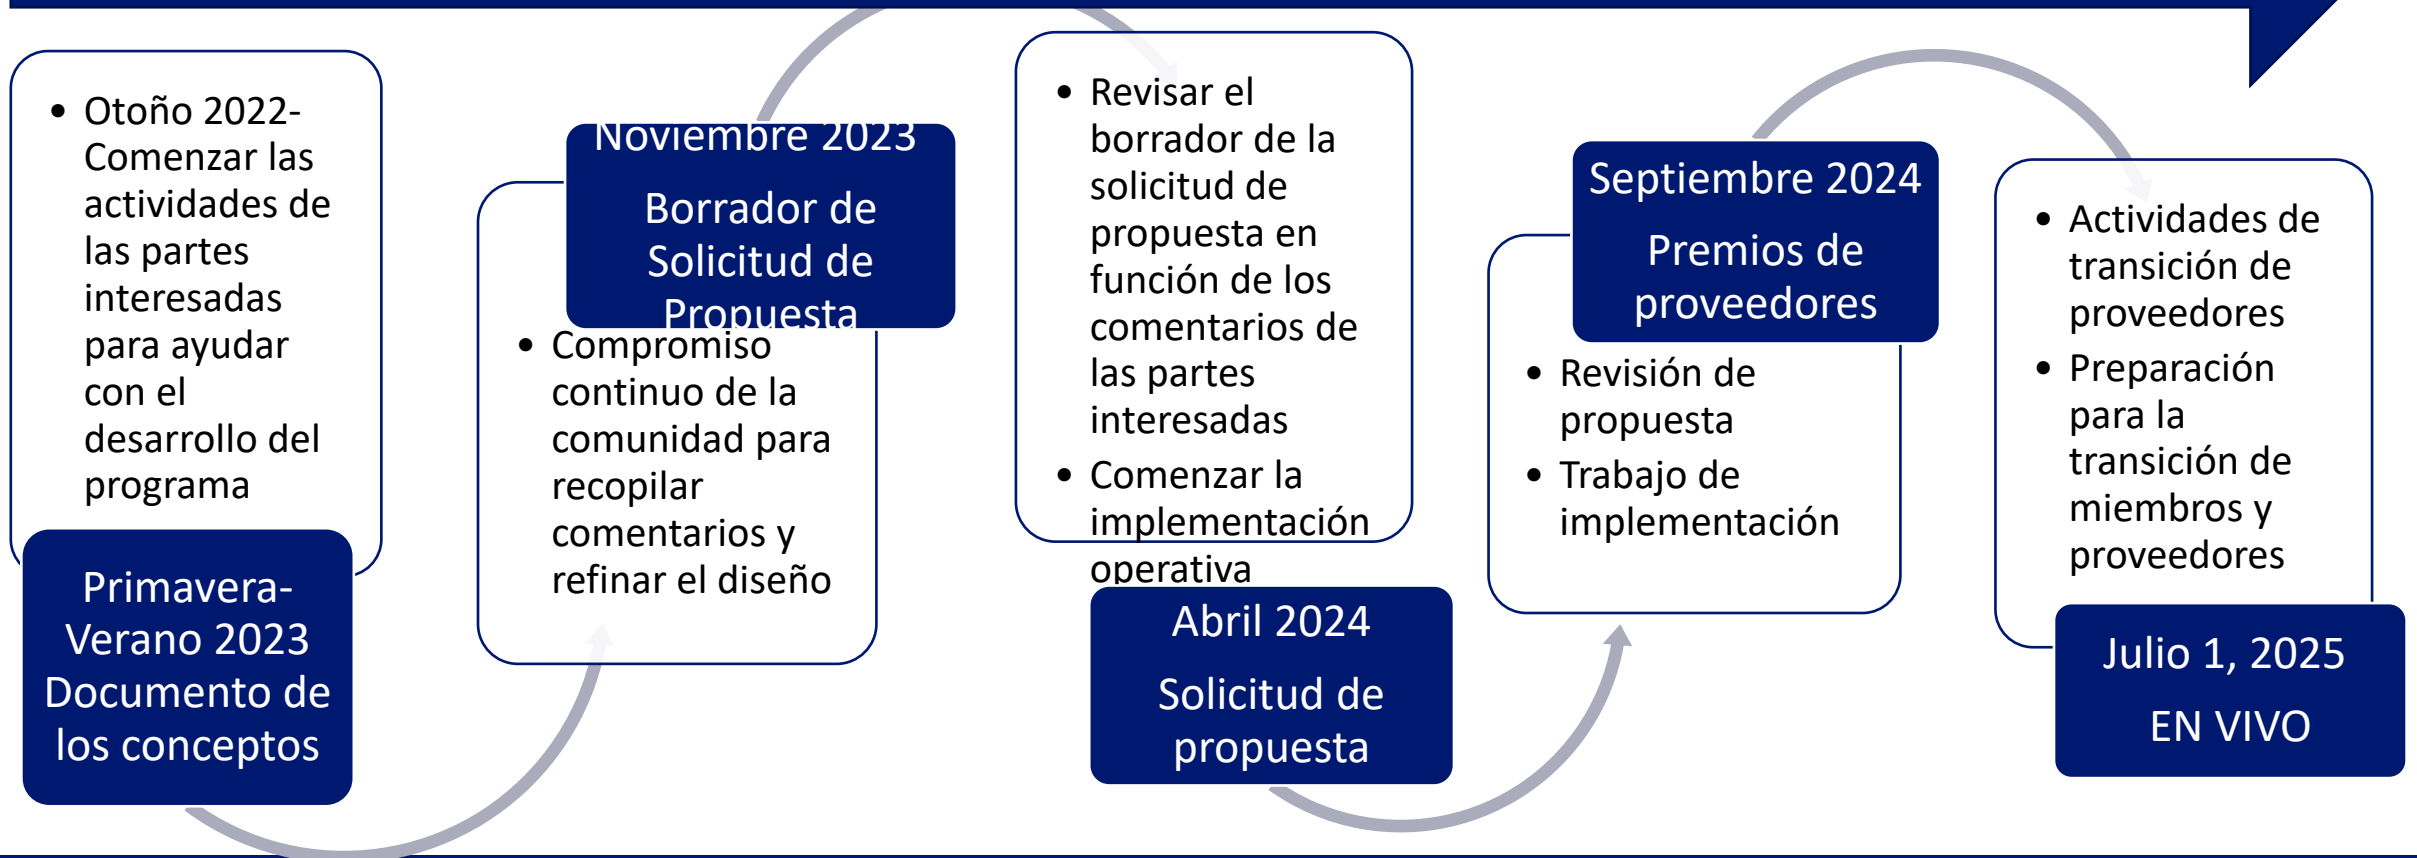 • Otoño 2022-
Comenzar las
actividades de
las partes
interesadas
para ayudar
con el
desarrollo del
programa
Primavera-
Verano 2023
Documento de
los conceptos
Noviembre 2023
Borrador de
Solicitud de
Propuesta
• Compromiso
continuo de la
comunidad para
recopilar
comentarios y
refinar el diseño
• Revisar el
borrador de la
solicitud de
propuesta en
función de los
comentarios de
las partes
interesadas
• Comenzar la
implementación
operativa
Abril 2024
Solicitud de
propuesta
Septiembre 2024
Premios de
proveedores
• Revisión de
propuesta
• Trabajo de
implementación
• Actividades de
transición de
proveedores
• Preparación
para la
transición de
miembros y
proveedores
Julio 1, 2025
EN VIVO